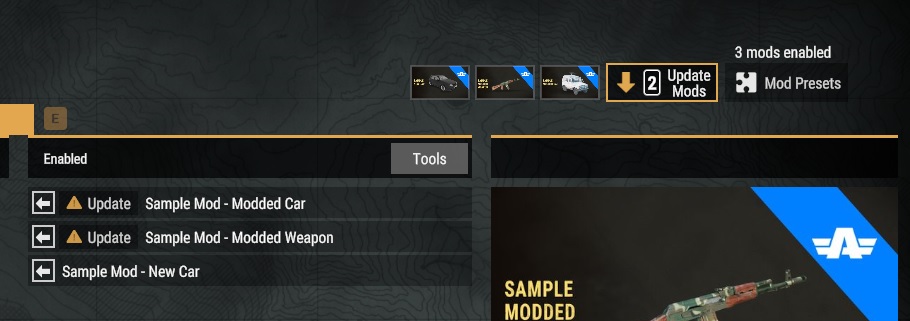 3 mods enabled
2 Update Mods
Mod Presets
E
Enabled
Tools
Update Sample Mod - Modded Car
Update Sample Mod - Modded Weapon
Sample Mod - New Car
SAMPLE
MODDED